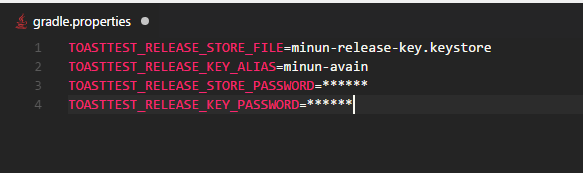 gradle.properties
1 TOASTTEST_RELEASE_STORE_FILE=minun-release-key.keystore
2 TOASTTEST_RELEASE_KEY_ALIAS=minun-avain
3 TOASTTEST_RELEASE_STORE_PASSWORD=******
4 TOASTTEST_RELEASE_KEY_PASSWORD=******